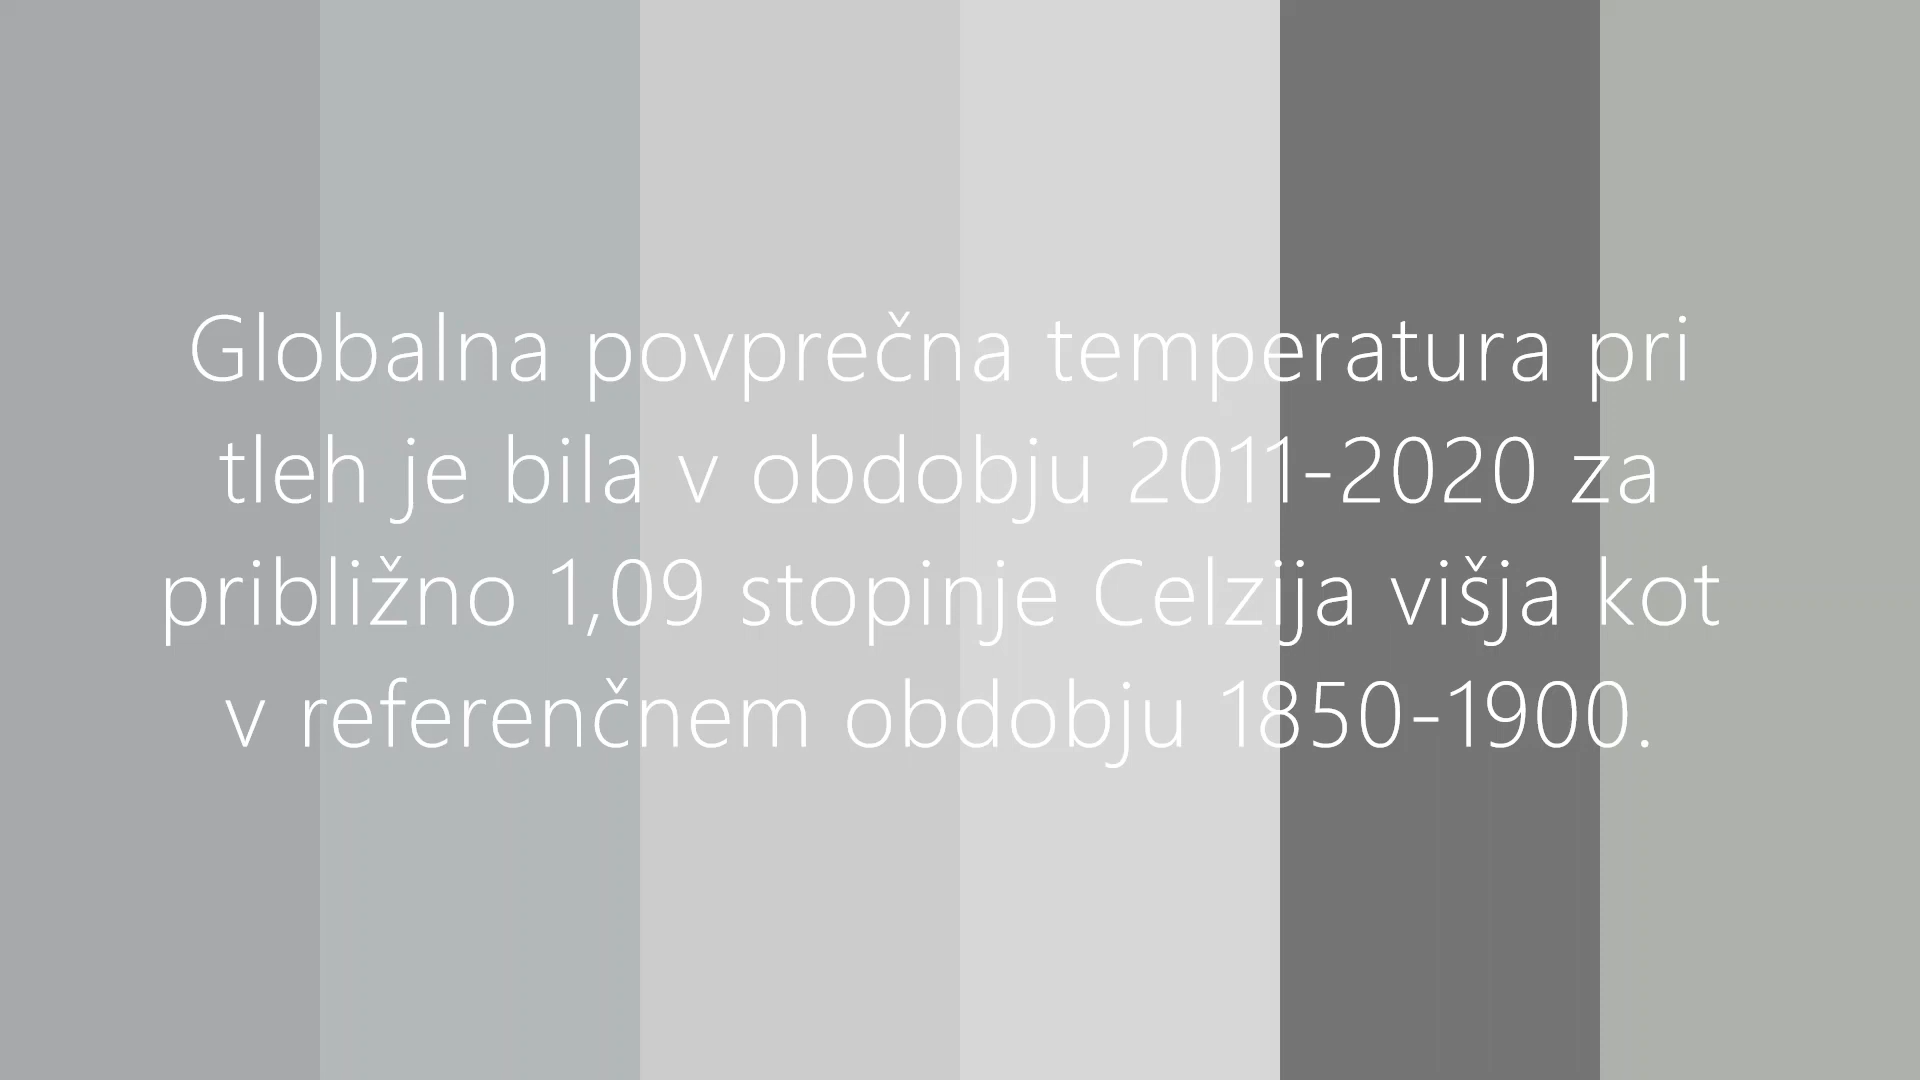 Globalna povprečna temperatura pri
tleh je bila v obdobju 2011-2020 za
približno 1,09 stopinje Celzija višja kot
v referenčnem obdobju 1850-1900.